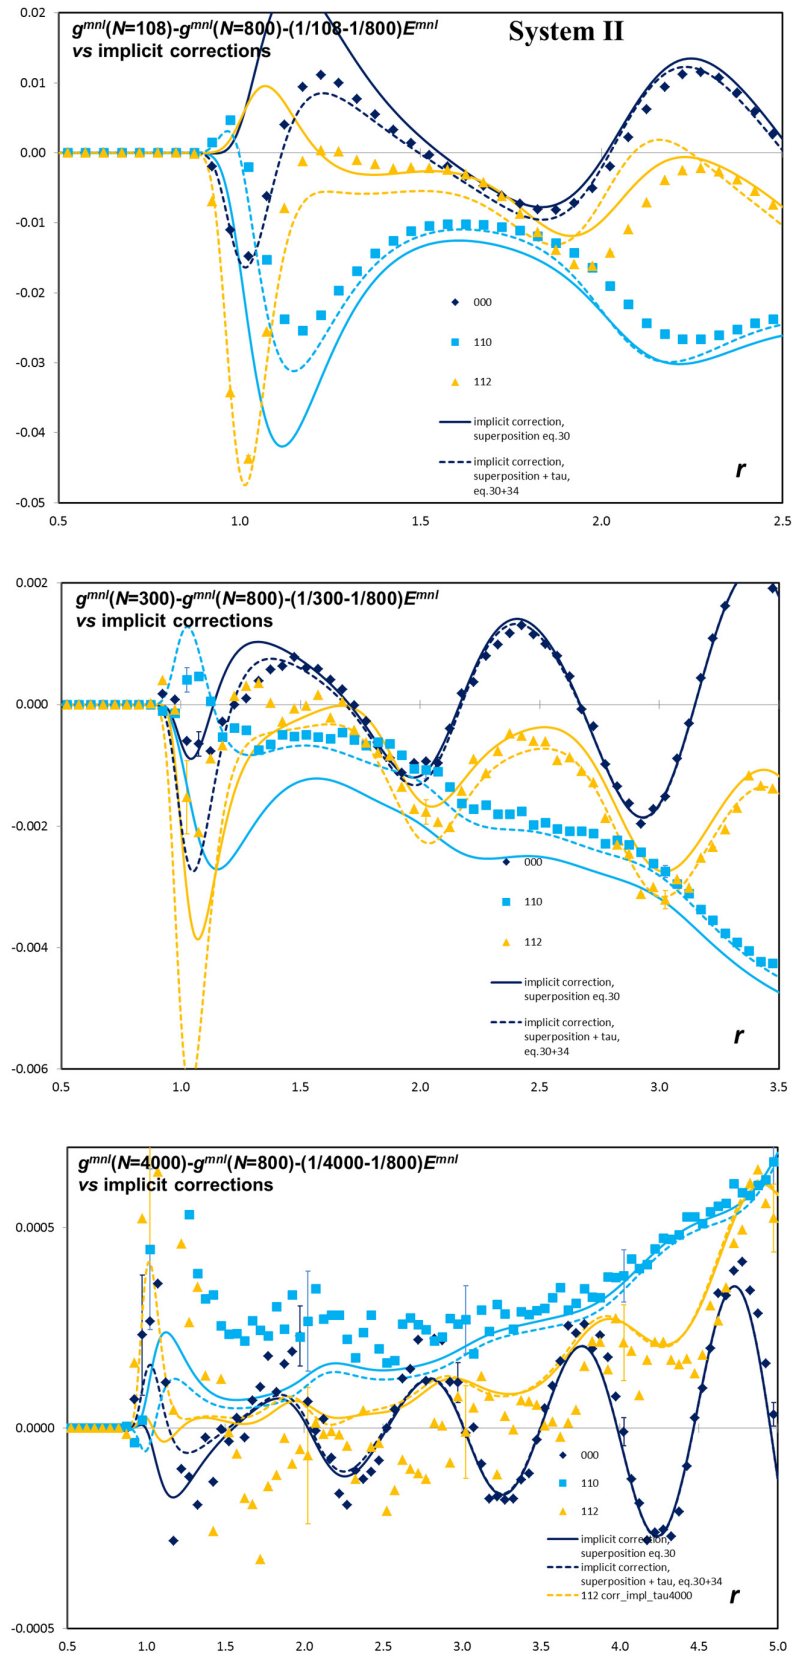 0.02
g^mnl(N=108)-g^mnl(N=800)-(1/108-1/800)E^mnl
System II
vs implicit corrections
0.01
0.00
-0.01
-0.02
-0.03
-0.04
-0.05
000
110
112
implicit correction,
superposition eq.30
implicit correction,
superposition + tau,
eq.30+34
r
0.5 1.0 1.5 2.0 2.5
0.002
g^mnl(N=300)-g^mnl(N=800)-(1/300-1/800)E^mnl
vs implicit corrections
0.000
-0.002
-0.004
-0.006
000
110
112
implicit correction,
superposition eq.30
implicit correction,
superposition + tau,
eq.30+34
r
0.5 1.0 1.5 2.0 2.5 3.0 3.5
g^mnl(N=4000)-g^mnl(N=800)-(1/4000-1/800)E^mnl
vs implicit corrections
0.0005
0.0000
-0.0005
000
110
112
implicit correction,
superposition eq.30
implicit correction,
superposition + tau, eq.30+34
112 corr_impl_tau4000
r
0.5 1.0 1.5 2.0 2.5 3.0 3.5 4.0 4.5 5.0